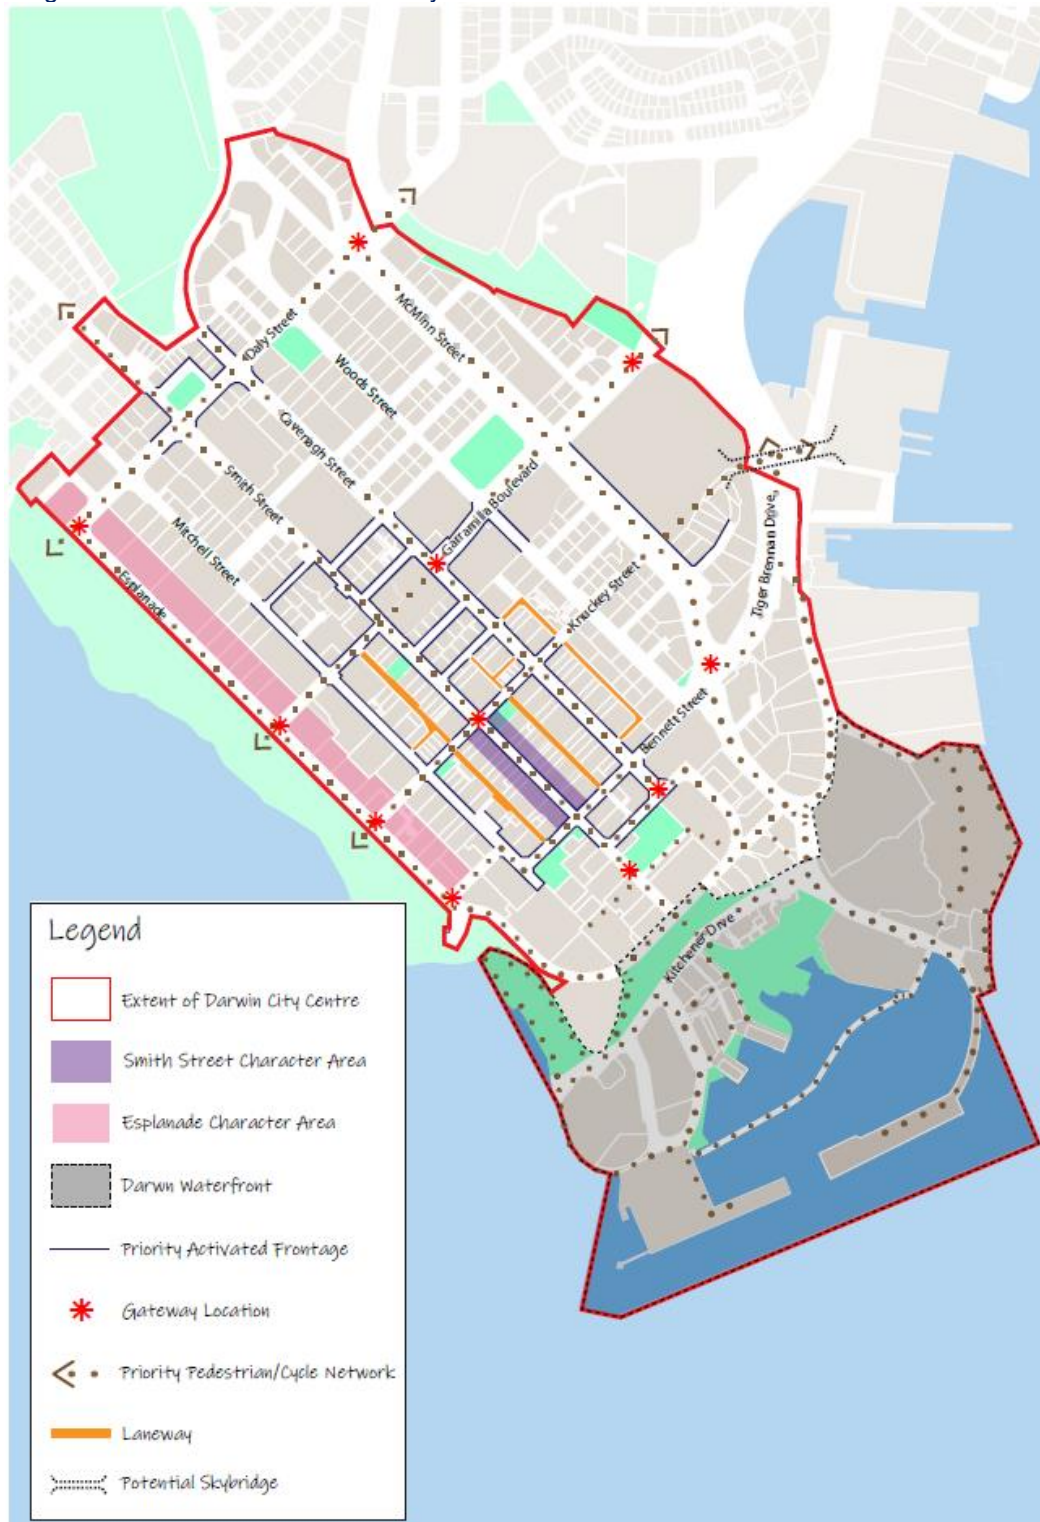 McMinn Street
Daly Street
Woods Street
Cavenagh Street
Smith Street
Garramilla Boulevard
Mitchell Street
Tiger Brennan Drive
Esplanade
Knuckey Street
Bennett Street
Kitchener Drive
Legend
Extent of Darwin City Centre
Smith Street Character Area
Esplanade Character Area
Darwn Waterfront
Priority Activated Frontage
Gateway Location
Priority Pedestrian/Cycle Network
Laneway
Potential Skybridge